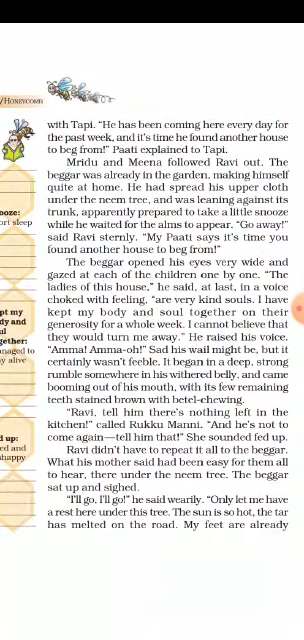 /HONEYCOMB
with Tapi. “He has been coming here every day for
the past week, and it's time he found another house
to beg from!” Paati explained to Tapi.
Mridu and Meena followed Ravi out. The
beggar was already in the garden, making himself
quite at home. He had spread his upper cloth
under the neem tree, and was leaning against its
trunk, apparently prepared to take a little snooze
while he waited for the alms to appear. “Go away!”
said Ravi sternly. “My Paati says it's time you
found another house to beg from!”
The beggar opened his eyes very wide and
gazed at each of the children one by one. “The
ladies of this house,” he said, at last, in a voice
choked with feeling, “are very kind souls. I have
kept my body and soul together on their
generosity for a whole week. I cannot believe that
they would turn me away.” He raised his voice.
“Amma! Amma-oh!” Sad his wail might be, but it
certainly wasn't feeble. It began in a deep, strong
rumble somewhere in his withered belly, and came
booming out of his mouth, with its few remaining
teeth stained brown with betel-chewing.
“Ravi, tell him there's nothing left in the
kitchen!” called Rukku Manni. “And he's not to
come again—tell him that!” She sounded fed up.
Ravi didn't have to repeat it all to the beggar.
What his mother said had been easy for them all
to hear, there under the neem tree. The beggar
sat up and sighed.
“I'll go, I'll go!” he said wearily. “Only let me have
a rest here under this tree. The sun is so hot, the tar
has melted on the road. My feet are already
ooze:
ort sleep
pt my
dy and
ul
gether:
anaged to
y alive
d up:
ed and
nhappy